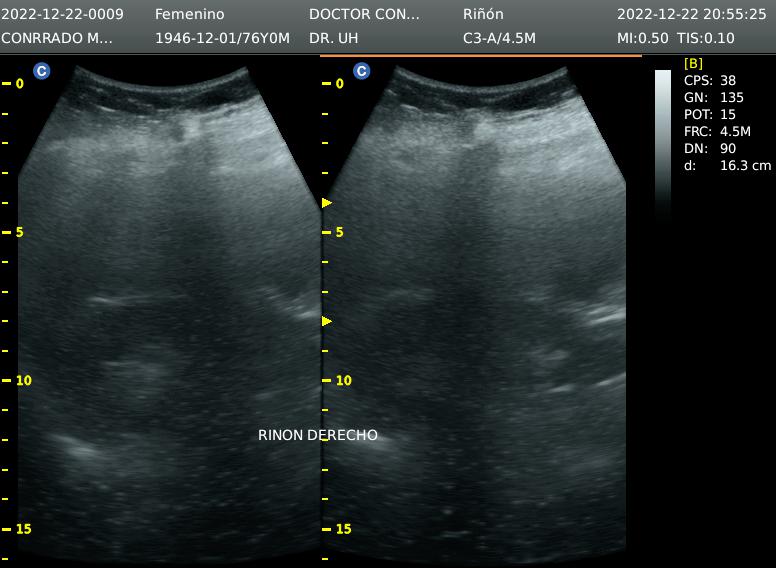 2022-12-22-0009 Femenino DOCTOR CON... Riñón 2022-12-22 20:55:25
CONRRADO M... 1946-12-01/76Y0M DR. UH C3-A/4.5M MI:0.50 TIS:0.10
[B]
CPS: 38
GN: 135
POT: 15
FRC: 4.5M
DN: 90
d: 16.3 cm
C C
0 0
5 5
10 10
RINON DERECHO
15 15